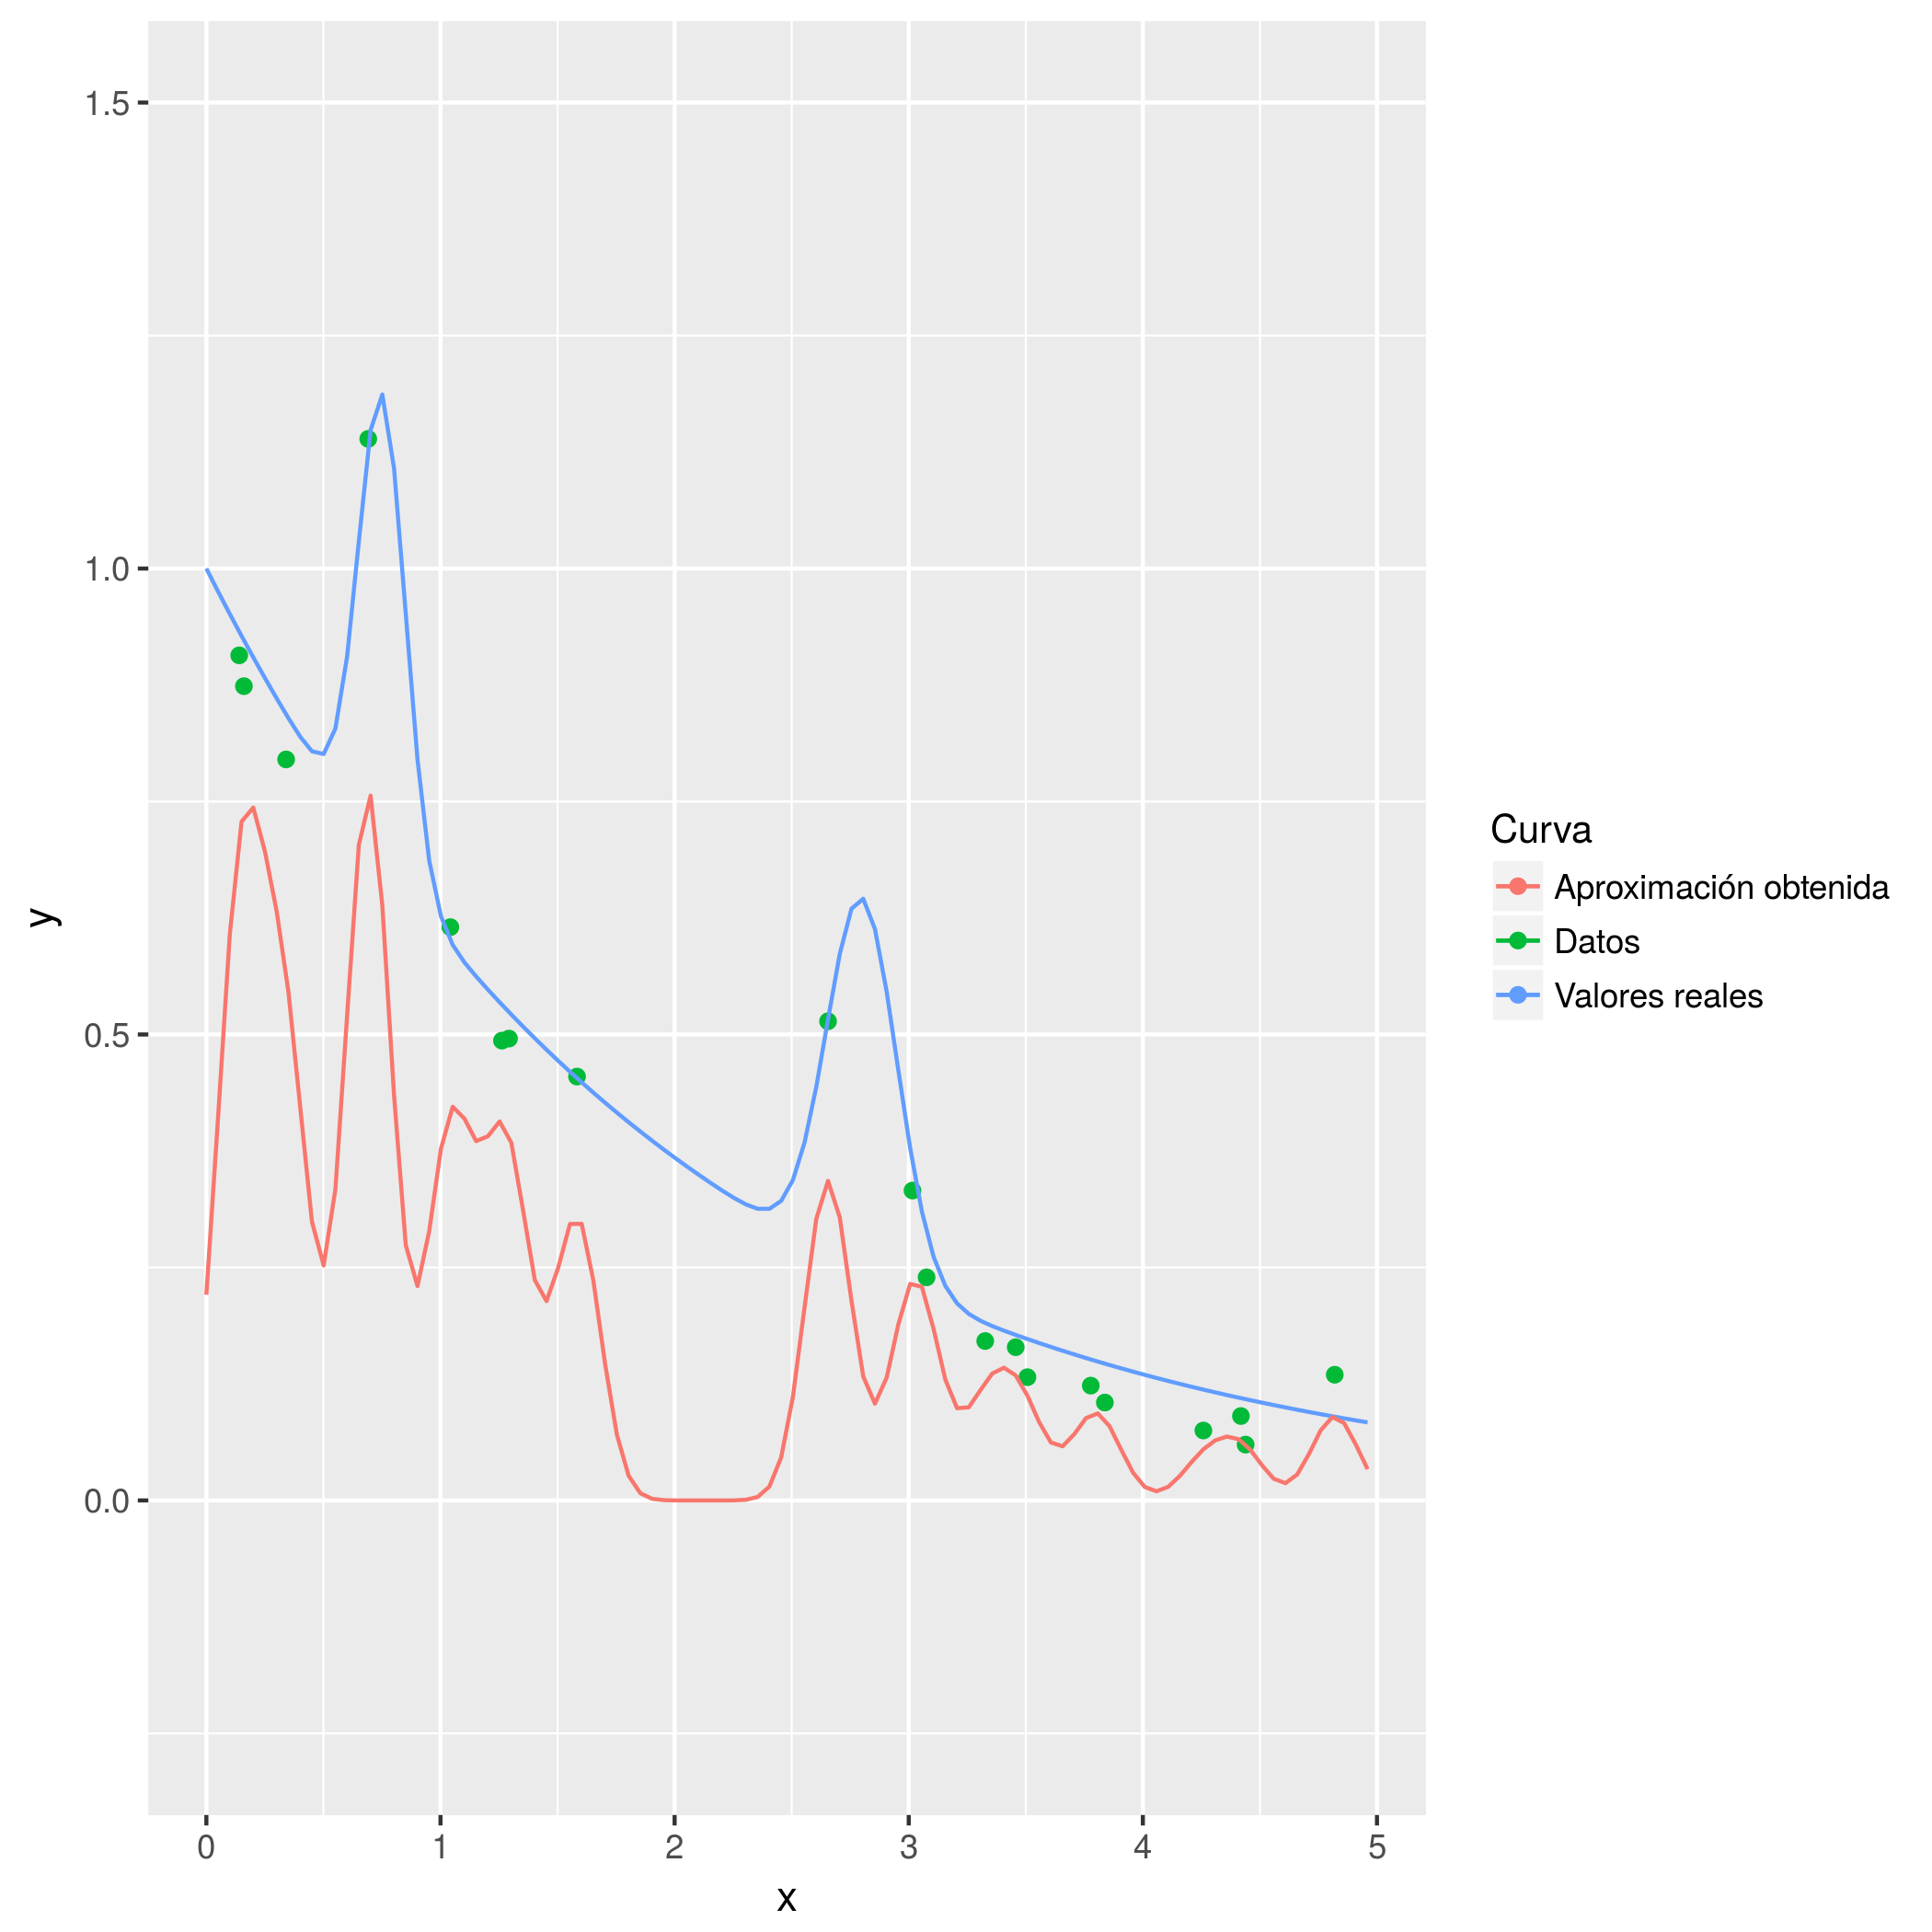 1.5
1.0
0.5
0.0
y
0
1
2
3
4
5
x
Curva
Aproximación obtenida
Datos
Valores reales